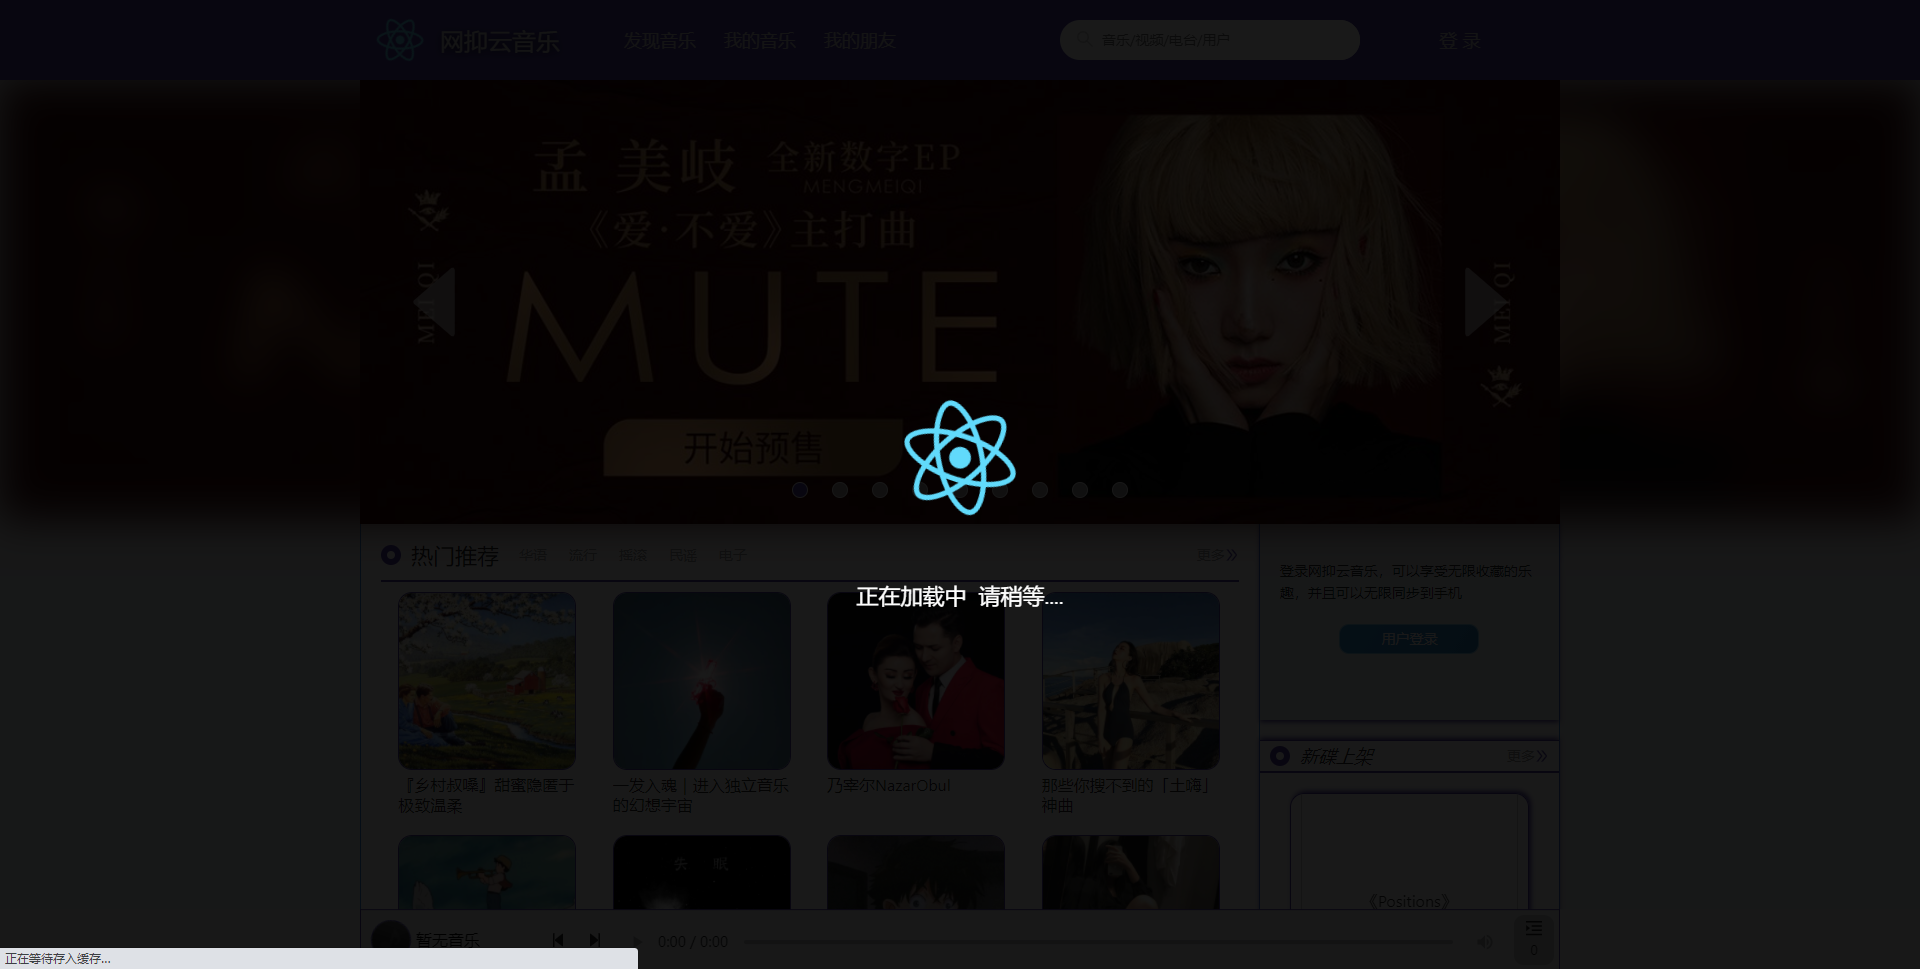 网抑云音乐
发现音乐 我的音乐 我的朋友
音乐/视频/电台/用户
登 录
孟 美岐 全新数字EP
MENGMEIQI
《爱·不爱》主打曲
MUTE
开始预售
MEI QI
MEI QI
热门推荐 华语 流行 摇滚 民谣 电子 更多
正在加载中 请稍等....
登录网抑云音乐，可以享受无限收藏的乐
趣，并且可以无限同步到手机
用户登录
『乡村叔嗓』甜蜜隐匿于
极致温柔
一发入魂｜进入独立音乐
的幻想宇宙
乃宰尔NazarObul
那些你搜不到的「土嗨」
神曲
新碟上架 更多
失 眠
《Positions》
暂无音乐
0:00 / 0:00
0
正在等待存入缓存...